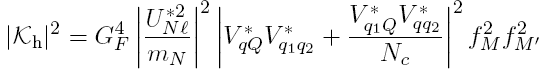 $|\mathcal{K}_{\mathrm{h}}|^2 = G_F^4 \left| \frac{U_{N\ell}^{*2}}{m_N} \right|^2 \left| V_{qQ}^* V_{q_1 q_2}^* + \frac{V_{q_1 Q}^* V_{q q_2}^*}{N_c} \right|^2 f_M^2 f_{M'}^2$